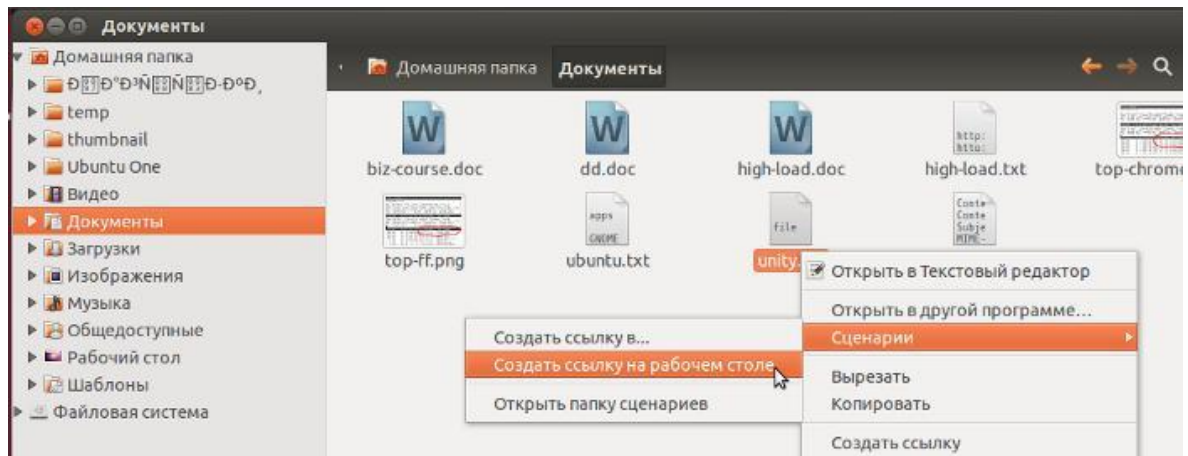 Документы
Домашняя папка
temp
thumbnail
Ubuntu One
Видео
Документы
Загрузки
Изображения
Музыка
Общедоступные
Рабочий стол
Шаблоны
Файловая система
Домашняя папка Документы
biz-course.doc dd.doc high-load.doc high-load.txt top-chrome
top-ff.png ubuntu.txt unity.
Открыть в Текстовый редактор
Открыть в другой программе...
Сценарии
Вырезать
Копировать
Создать ссылку
Создать ссылку в...
Создать ссылку на рабочем столе
Открыть папку сценариев